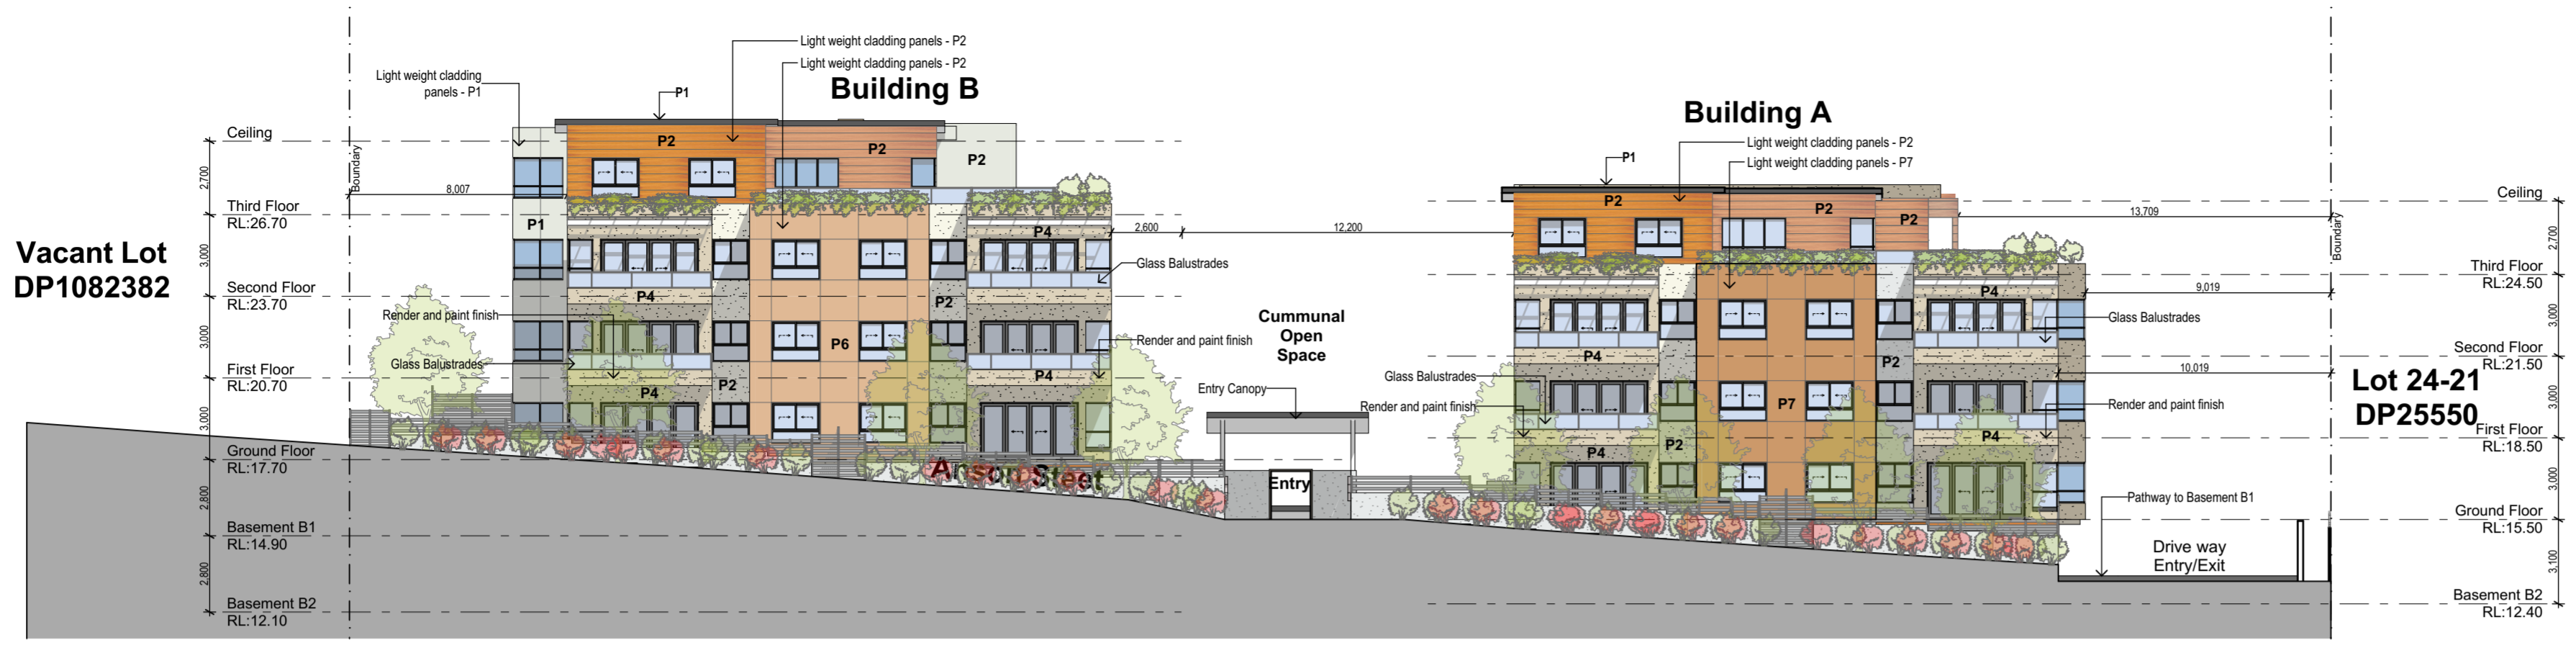 Light weight cladding panels - P2
Light weight cladding panels - P2
Light weight cladding
panels - P1
P1
Building B
Building A
Ceiling
Boundary
2,700
8,007
P2
P2
P2
Third Floor
RL:26.70
P1
Vacant Lot
DP1082382
3,000
P4
2,600
12,200
Glass Balustrades
Second Floor
RL:23.70
P4
P2
Render and paint finish
3,000
P6
Render and paint finish
Glass Balustrades
First Floor
RL:20.70
P4
P2
P4
3,000
Cummunal
Open
Space
Entry Canopy
Entry
Ground Floor
RL:17.70
Anson Steet
2,800
Basement B1
RL:14.90
2,800
Basement B2
RL:12.10
Light weight cladding panels - P2
Light weight cladding panels - P7
P1
P2
P2
P2
Ceiling
13,709
Boundary
2,700
Third Floor
RL:24.50
P4
9,019
Glass Balustrades
3,000
Second Floor
RL:21.50
P4
P2
10,019
Glass Balustrades
Render and paint finish
P7
Render and paint finish
3,000
Lot 24-21
DP25550
First Floor
RL:18.50
P4
P2
P4
3,000
Pathway to Basement B1
Ground Floor
RL:15.50
Drive way
Entry/Exit
3,100
Basement B2
RL:12.40